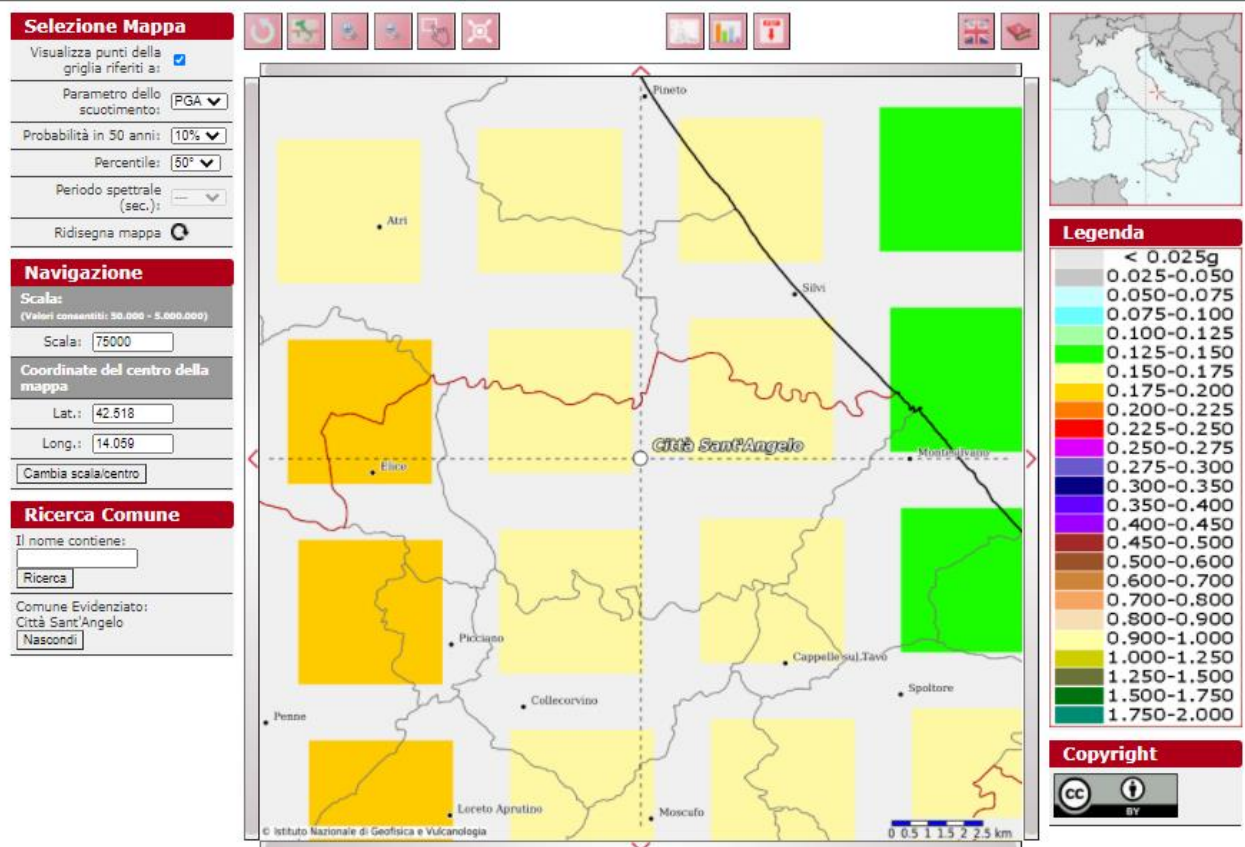 Selezione Mappa
Visualizza punti della
griglia riferiti a:
Parametro dello
scuotimento:
PGA
Probabilità in 50 anni:
10%
Percentile:
50°
Periodo spettrale
(sec.):
---
Ridisegna mappa
Navigazione
Scala:
(Valori consentiti: 50.000 - 5.000.000)
Scala:
75000
Coordinate del centro della
mappa
Lat.:
42.518
Long.:
14.059
Cambia scala/centro
Ricerca Comune
Il nome contiene:
Ricerca
Comune Evidenziato:
Città Sant'Angelo
Nascondi
Pineto
Atri
Silvi
Città Sant'Angelo
Elice
Montesilvano
Picciano
Cappelle sul Tavo
Spoltore
Collecorvino
Penne
Loreto Aprutino
Moscufo
© Istituto Nazionale di Geofisica e Vulcanologia
0 0.5 1 1.5 2 2.5 km
Legenda
< 0.025g
0.025-0.050
0.050-0.075
0.075-0.100
0.100-0.125
0.125-0.150
0.150-0.175
0.175-0.200
0.200-0.225
0.225-0.250
0.250-0.275
0.275-0.300
0.300-0.350
0.350-0.400
0.400-0.450
0.450-0.500
0.500-0.600
0.600-0.700
0.700-0.800
0.800-0.900
0.900-1.000
1.000-1.250
1.250-1.500
1.500-1.750
1.750-2.000
Copyright
cc
BY